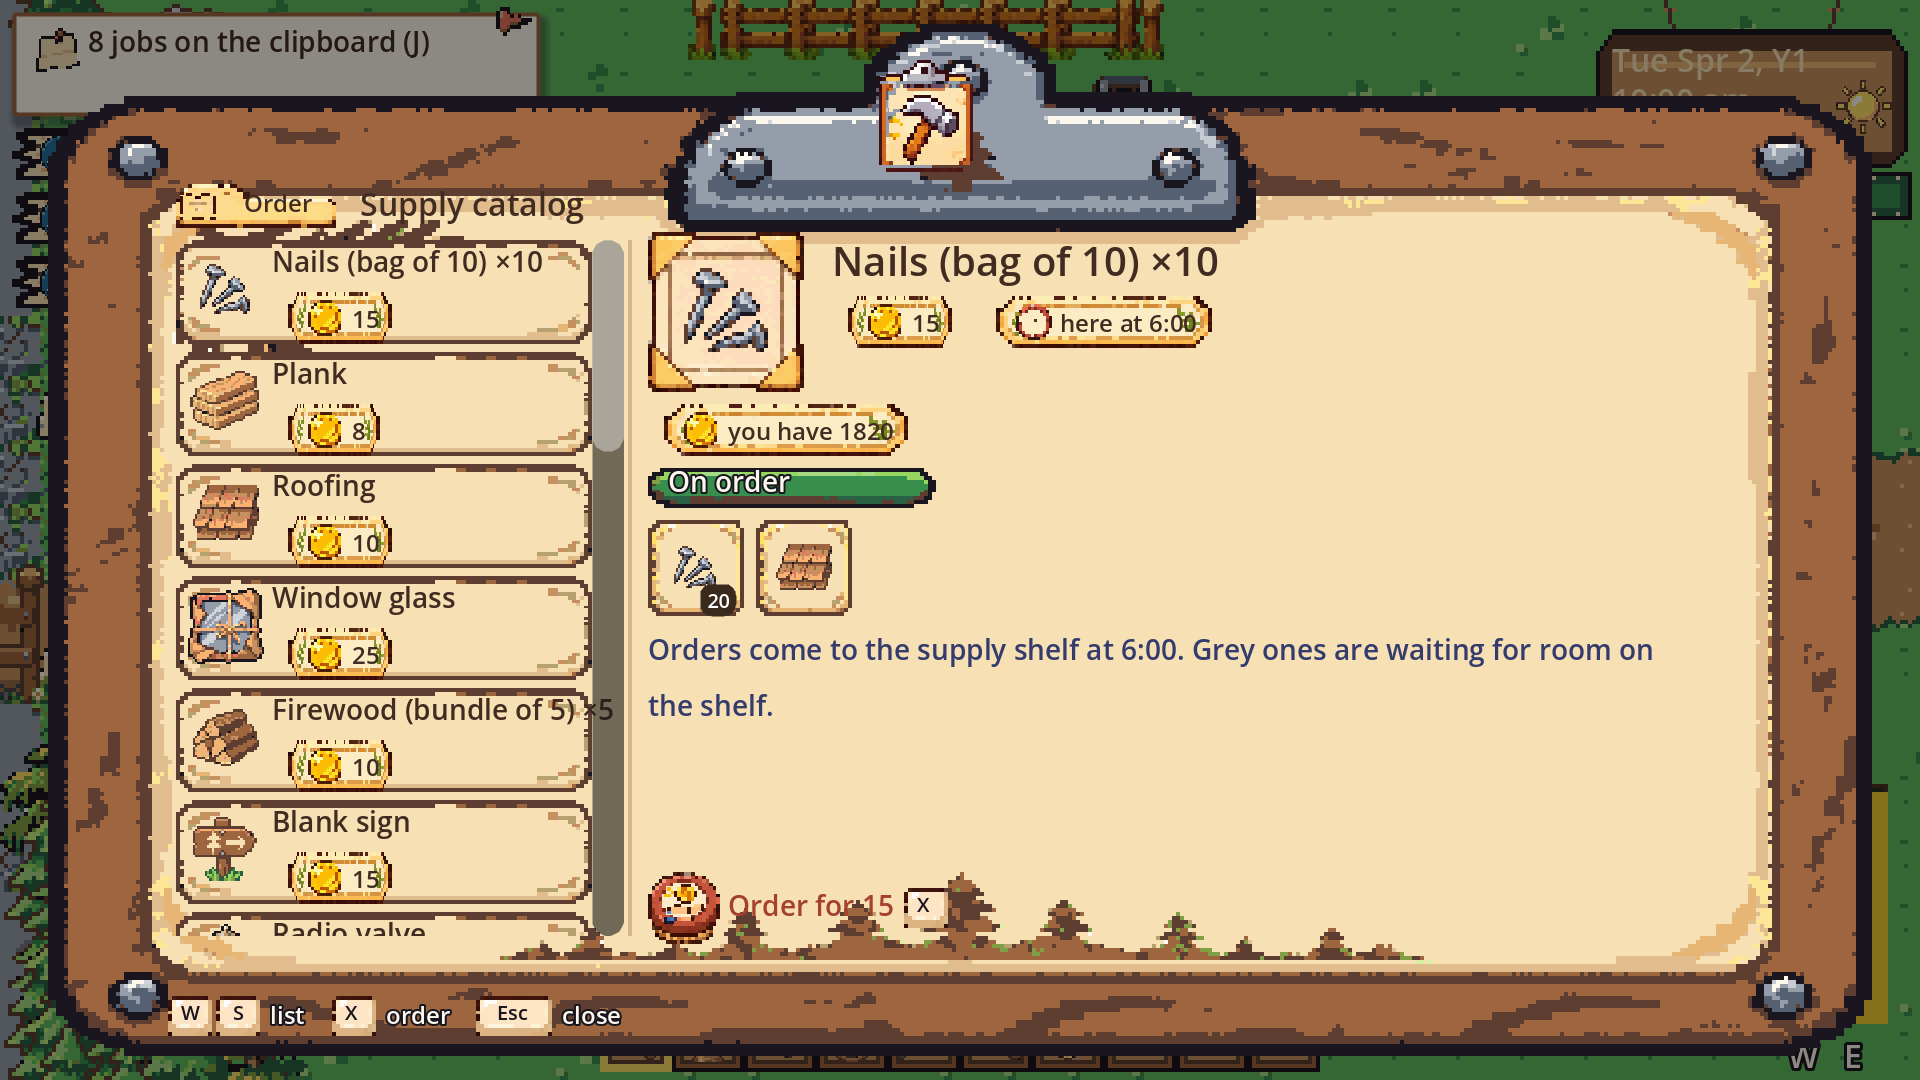 8 jobs on the clipboard (J)
Tue Spr 2, Y1
Order
Supply catalog
Nails (bag of 10) ×10
15
Plank
8
Roofing
10
Window glass
25
Firewood (bundle of 5) ×5
10
Blank sign
15
Radio valve
Nails (bag of 10) ×10
15
here at 6:00
you have 1820
On order
20
Orders come to the supply shelf at 6:00. Grey ones are waiting for room on
the shelf.
Order for 15 X
W S list X order Esc close
W E